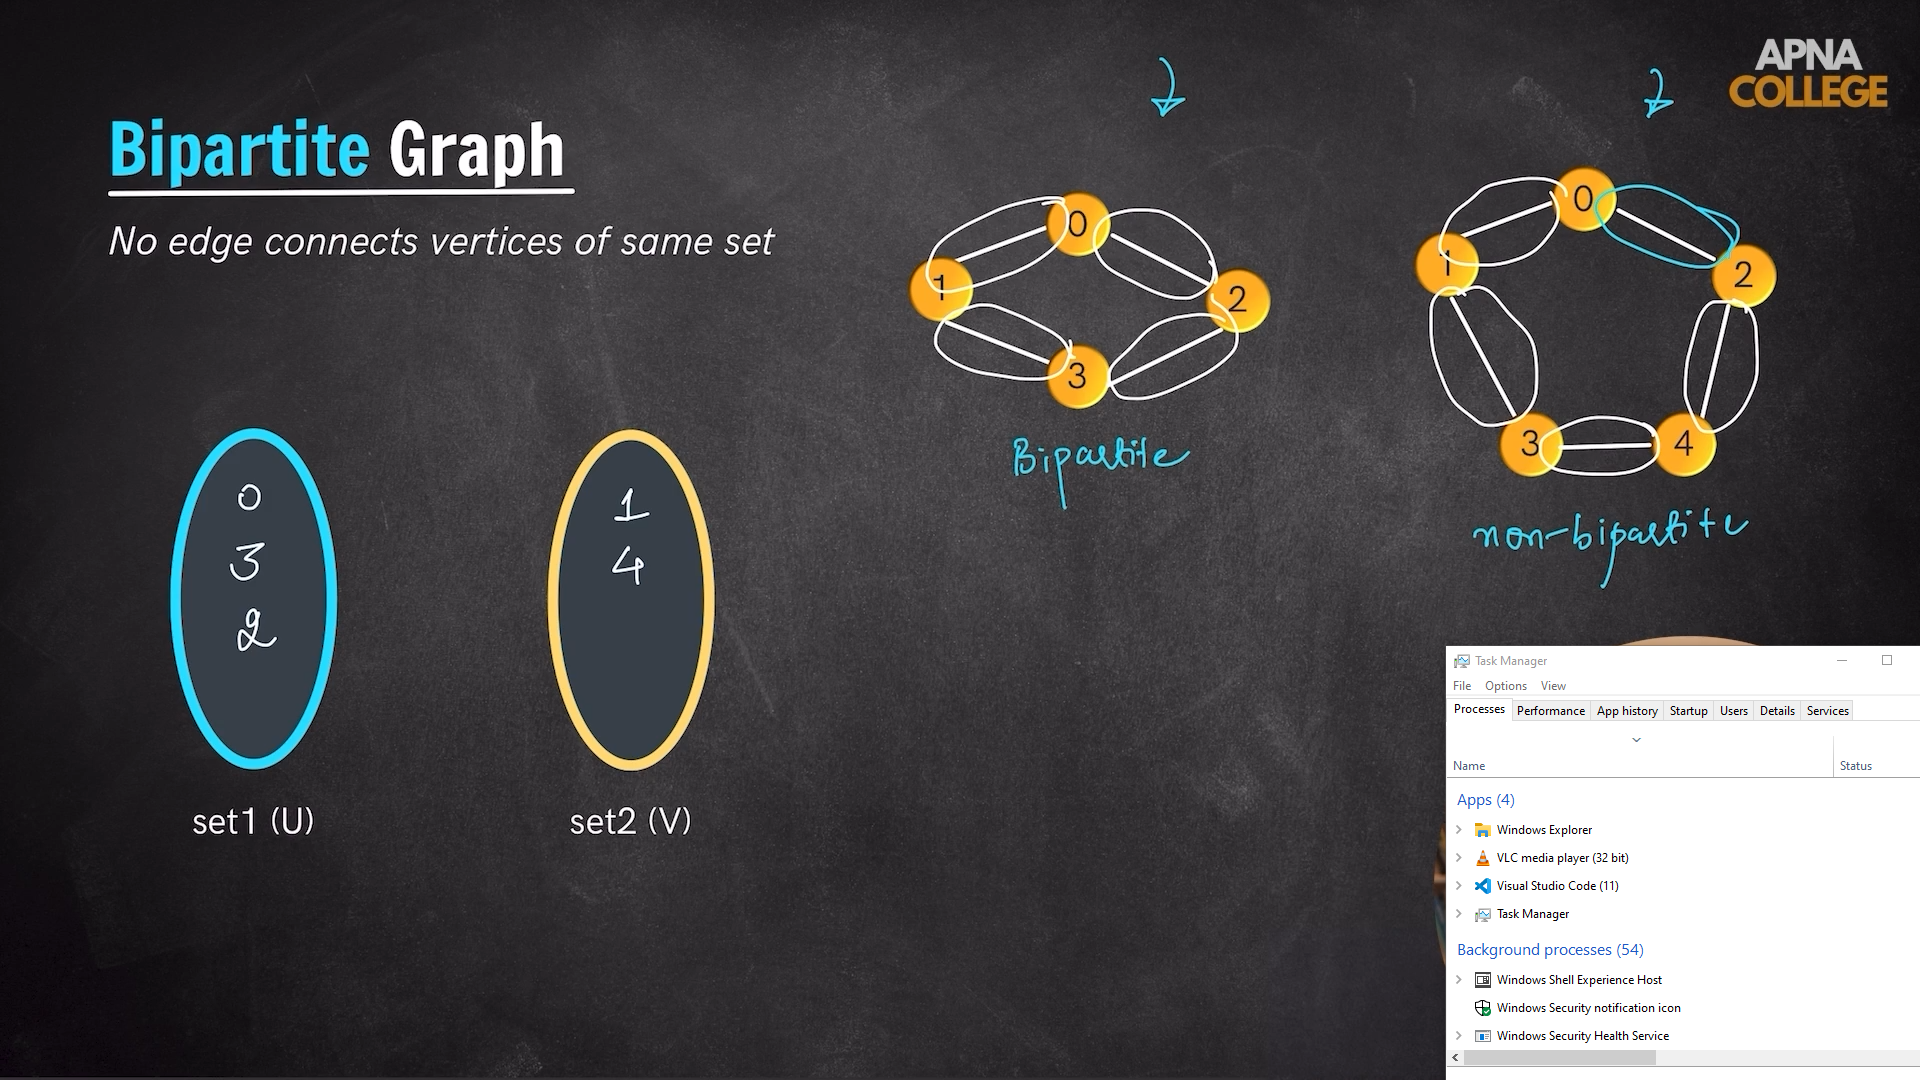 APNA
COLLEGE
Bipartite Graph
No edge connects vertices of same set
0
1
2
3
Bipartite
0
1
2
3
4
non-bipartite
0
3
2
set1 (U)
1
4
set2 (V)
Task Manager
File Options View
Processes Performance App history Startup Users Details Services
Name Status
Apps (4)
Windows Explorer
VLC media player (32 bit)
Visual Studio Code (11)
Task Manager
Background processes (54)
Windows Shell Experience Host
Windows Security notification icon
Windows Security Health Service